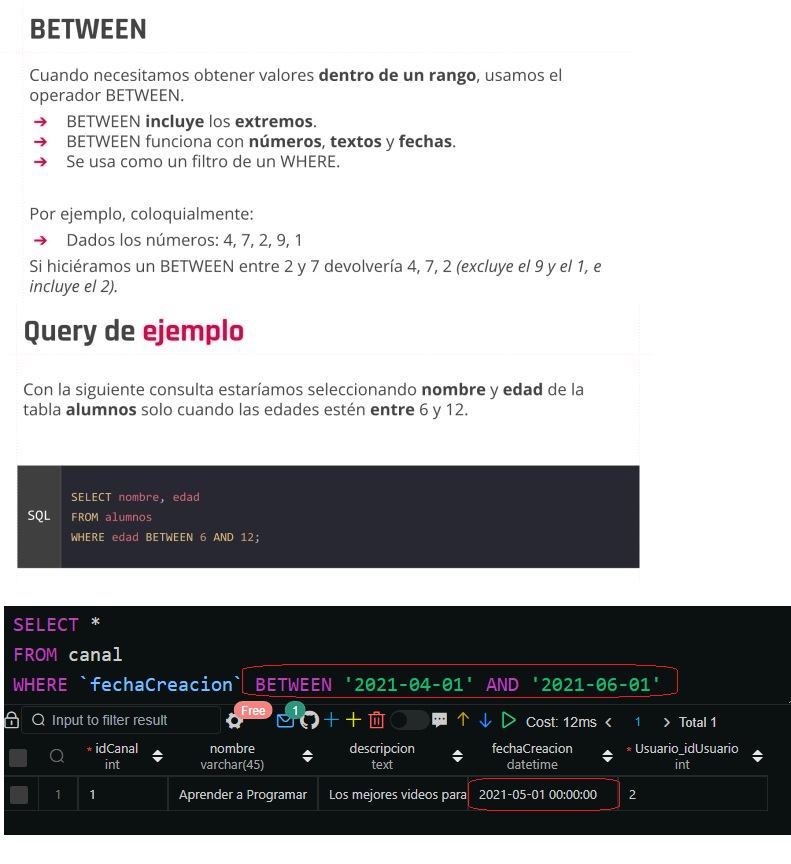 BETWEEN
Cuando necesitamos obtener valores dentro de un rango, usamos el
operador BETWEEN.
➔ BETWEEN incluye los extremos.
➔ BETWEEN funciona con números, textos y fechas.
➔ Se usa como un filtro de un WHERE.
Por ejemplo, coloquialmente:
➔ Dados los números: 4, 7, 2, 9, 1
Si hiciéramos un BETWEEN entre 2 y 7 devolvería 4, 7, 2 (excluye el 9 y el 1, e
incluye el 2).
Query de ejemplo
Con la siguiente consulta estaríamos seleccionando nombre y edad de la
tabla alumnos solo cuando las edades estén entre 6 y 12.
SQL
SELECT nombre, edad
FROM alumnos
WHERE edad BETWEEN 6 AND 12;
SELECT *
FROM canal
WHERE `fechaCreacion` BETWEEN '2021-04-01' AND '2021-06-01'
Input to filter result Free 1 Cost: 12ms < 1 > Total 1
* idCanal nombre descripcion fechaCreacion * Usuario_idUsuario
int varchar(45) text datetime int
1 1 Aprender a Programar Los mejores videos para 2021-05-01 00:00:00 2